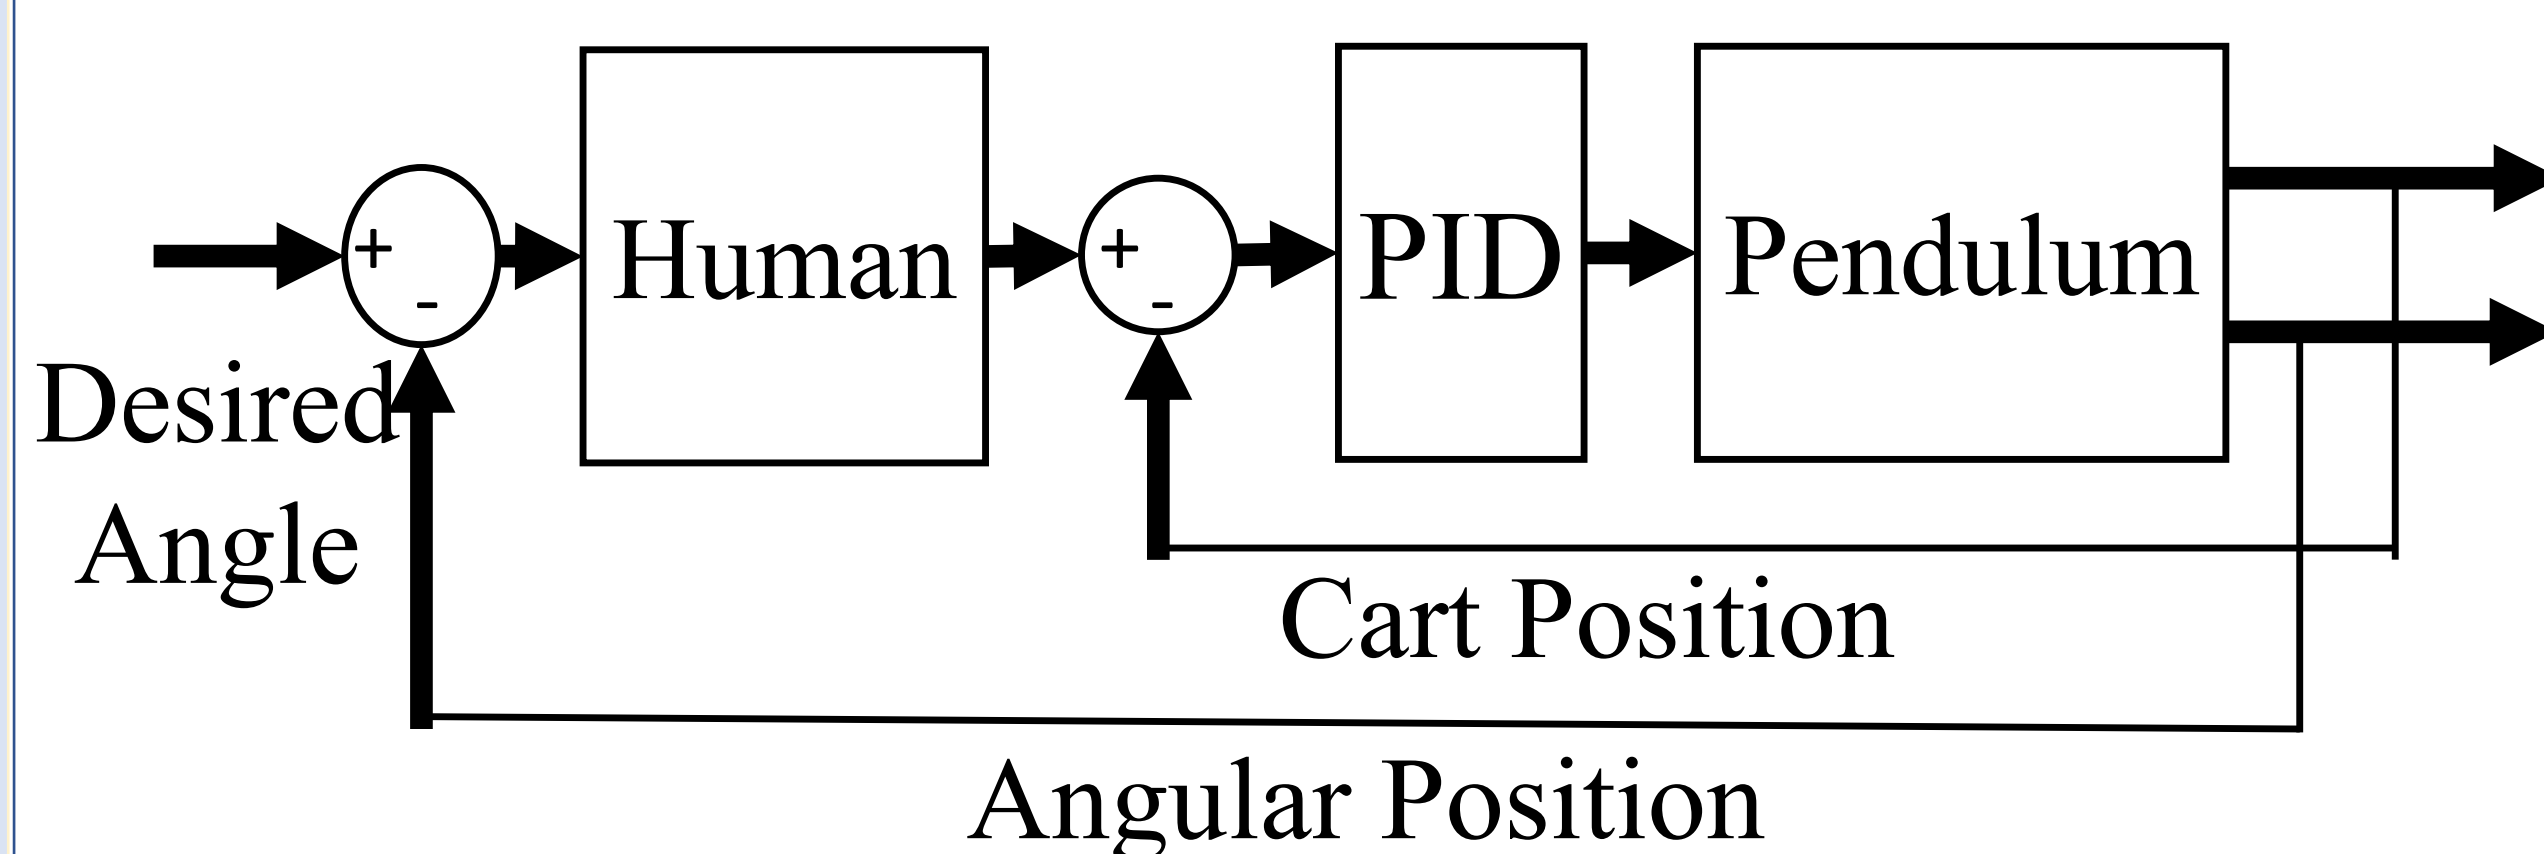 +
-
Human
+
-
PID
Pendulum
Desired
Angle
Cart Position
Angular Position